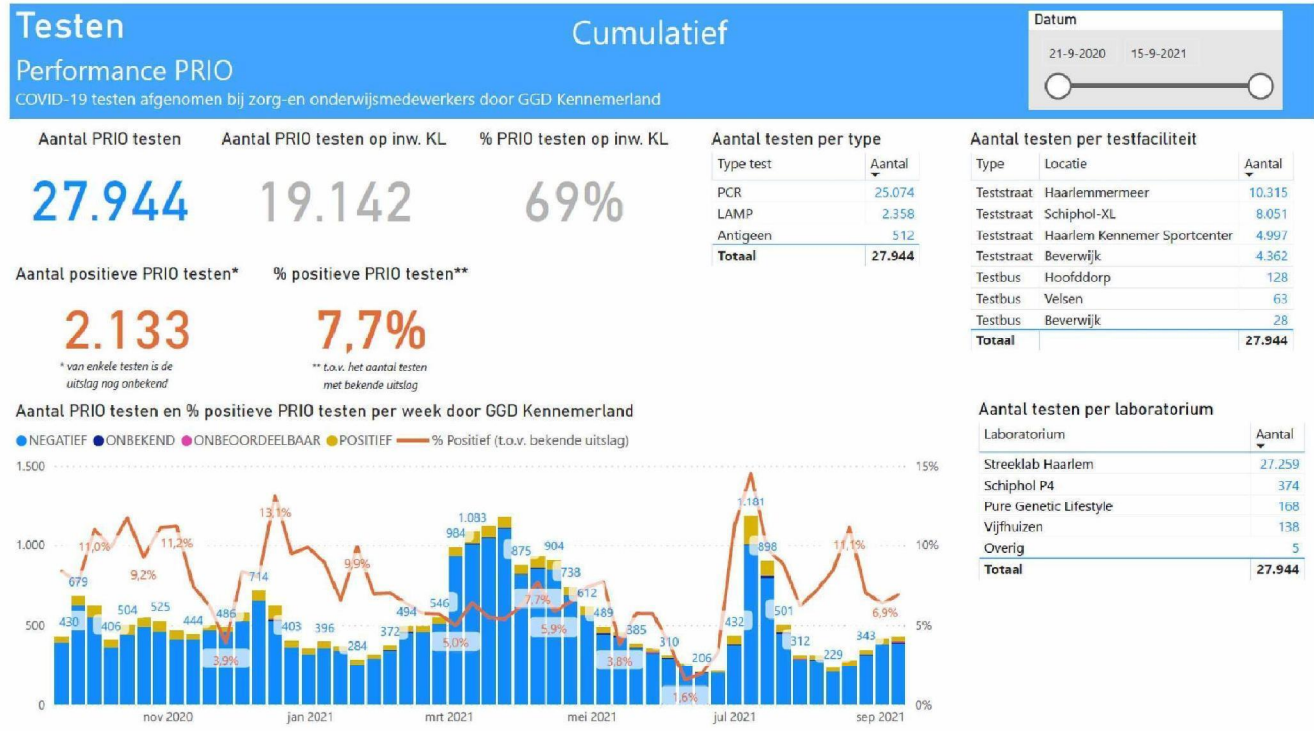 Testen
Cumulatief
Performance PRIO
COVID-19 testen afgenomen bij zorg-en onderwijsmedewerkers door GGD Kennemerland
Datum
21-9-2020 15-9-2021
Aantal PRIO testen
27.944
Aantal PRIO testen op inw. KL
19.142
% PRIO testen op inw. KL
69%
Aantal positieve PRIO testen*
2.133
* van enkele testen is de
uitslag nog onbekend
% positieve PRIO testen**
7,7%
** t.o.v. het aantal testen
met bekende uitslag
Aantal testen per type
Type test Aantal
PCR 25.074
LAMP 2.358
Antigeen 512
Totaal 27.944
Aantal testen per testfaciliteit
Type Locatie Aantal
Teststraat Haarlemmermeer 10.315
Teststraat Schiphol-XL 8.051
Teststraat Haarlem Kennemer Sportcenter 4.997
Teststraat Beverwijk 4.362
Testbus Hoofddorp 128
Testbus Velsen 63
Testbus Beverwijk 28
Totaal 27.944
Aantal PRIO testen en % positieve PRIO testen per week door GGD Kennemerland
NEGATIEF ONBEKEND ONBEOORDEELBAAR POSITIEF % Positief (t.o.v. bekende uitslag)
1.500 15%
1.000 10%
500 5%
0 0%
430 679 406 504 525 444 486 714 403 396 284 372 494 546 984 1.083 875 904 738 612 489 385 310 206 432 1.181 898 501 312 229 343
11,0% 9,2% 11,2% 3,9% 13,1% 9,9% 5,0% 7,7% 5,9% 3,8% 1,6% 11,1% 6,9%
nov 2020 jan 2021 mrt 2021 mei 2021 jul 2021 sep 2021
Aantal testen per laboratorium
Laboratorium Aantal
Streeklab Haarlem 27.259
Schiphol P4 374
Pure Genetic Lifestyle 168
Vijfhuizen 138
Overig 5
Totaal 27.944